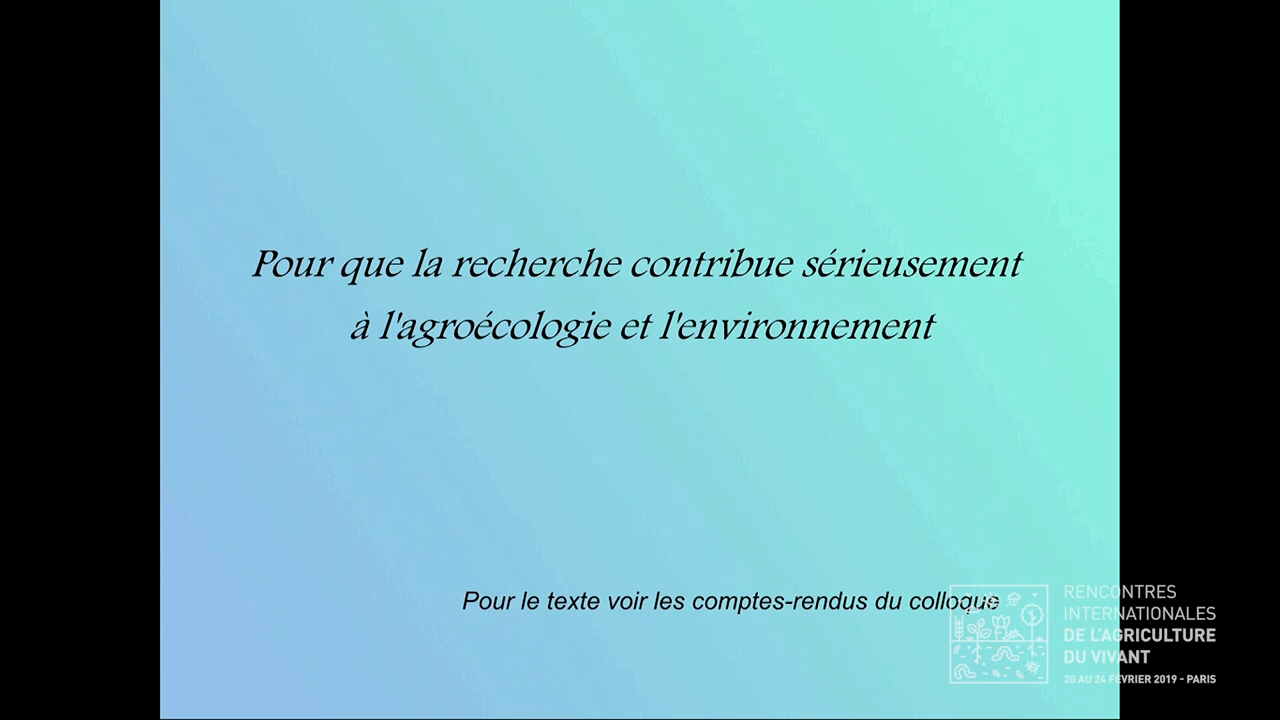 Pour que la recherche contribue sérieusement
à l'agroécologie et l'environnement
Pour le texte voir les comptes-rendus du colloque
RENCONTRES
INTERNATIONALES
DE L'AGRICULTURE
DU VIVANT
20 AU 24 FÉVRIER 2019 - PARIS